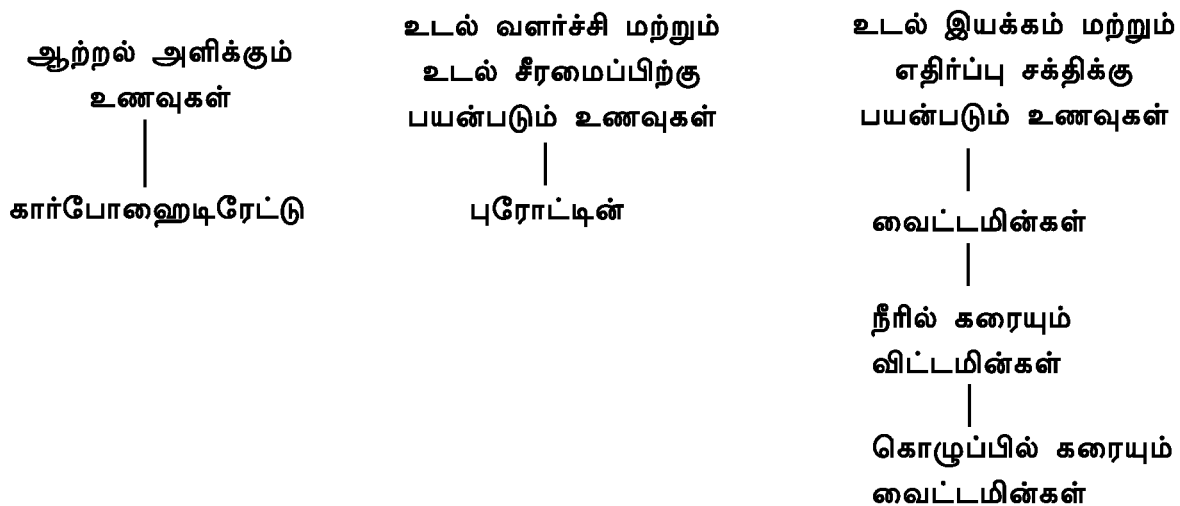 ஆற்றல் அளிக்கும்
உணவுகள்
கார்போஹைடிரேட்டு
உடல் வளர்ச்சி மற்றும்
உடல் சீரமைப்பிற்கு
பயன்படும் உணவுகள்
புரோட்டின்
உடல் இயக்கம் மற்றும்
எதிர்ப்பு சக்திக்கு
பயன்படும் உணவுகள்
வைட்டமின்கள்
நீரில் கரையும்
விட்டமின்கள்
கொழுப்பில் கரையும்
வைட்டமின்கள்